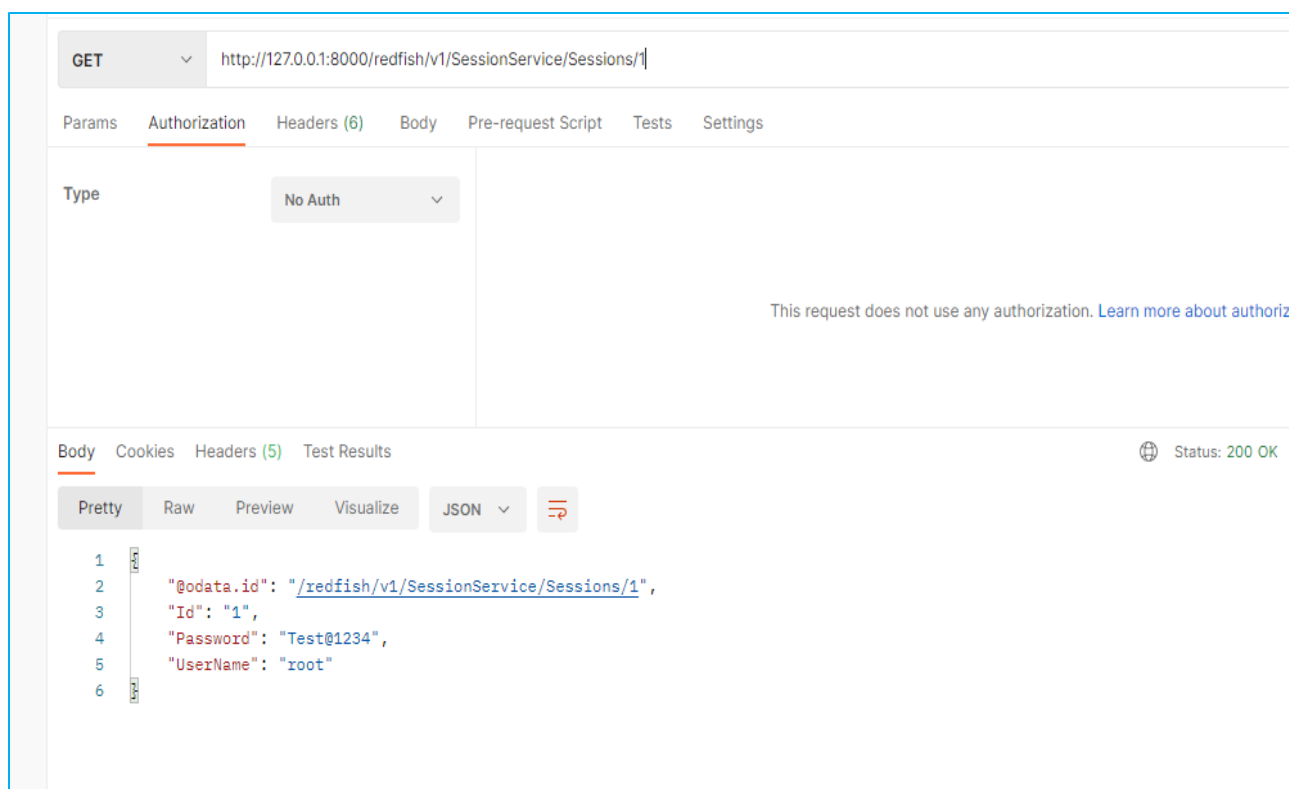 GET http://127.0.0.1:8000/redfish/v1/SessionService/Sessions/1
Params Authorization Headers (6) Body Pre-request Script Tests Settings
Type No Auth
This request does not use any authorization. Learn more about authoriz
Body Cookies Headers (5) Test Results Status: 200 OK
Pretty Raw Preview Visualize JSON
1 {
2 "@odata.id": "/redfish/v1/SessionService/Sessions/1",
3 "Id": "1",
4 "Password": "Test@1234",
5 "UserName": "root"
6 }